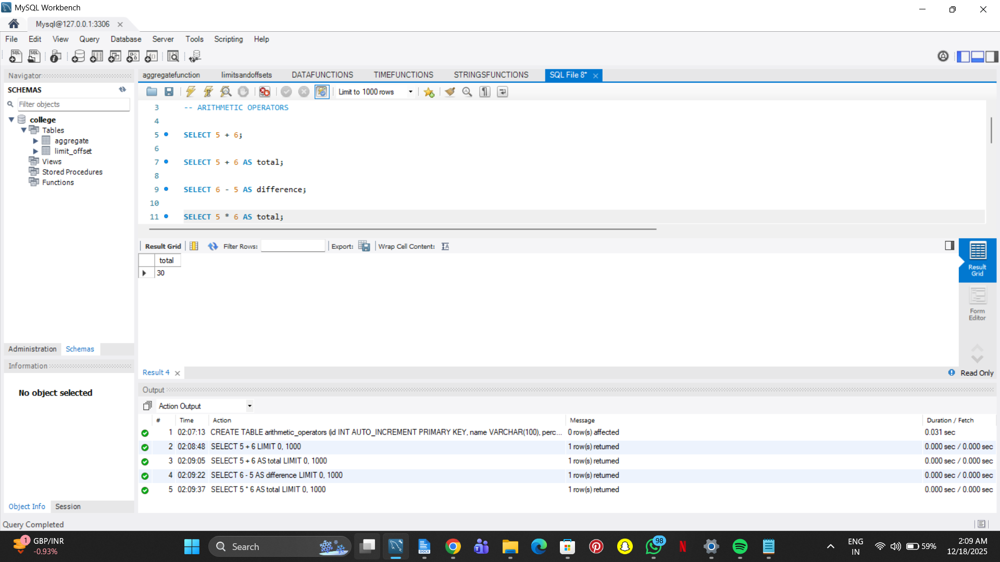 MySQL Workbench
Mysql@127.0.0.1:3306
File Edit View Query Database Server Tools Scripting Help
Navigator
SCHEMAS
Filter objects
college
Tables
aggregate
limit_offset
Views
Stored Procedures
Functions
Administration Schemas
Information
No object selected
Object Info Session
Query Completed
aggregatefunction limitsandoffsets DATAFUNCTIONS TIMEFUNCTIONS STRINGSFUNCTIONS SQL File 8*
Limit to 1000 rows
3 -- ARITHMETIC OPERATORS
4
5 SELECT 5 + 6;
6
7 SELECT 5 + 6 AS total;
8
9 SELECT 6 - 5 AS difference;
10
11 SELECT 5 * 6 AS total;
Result Grid Filter Rows: Export: Wrap Cell Content:
total
30
Result Grid
Form Editor
Result 4
Read Only
Output
Action Output
# Time Action Message Duration / Fetch
1 02:07:13 CREATE TABLE arithmetic_operators (id INT AUTO_INCREMENT PRIMARY KEY, name VARCHAR(100), perc... 0 row(s) affected 0.031 sec
2 02:08:48 SELECT 5 + 6 LIMIT 0, 1000 1 row(s) returned 0.000 sec / 0.000 sec
3 02:09:05 SELECT 5 + 6 AS total LIMIT 0, 1000 1 row(s) returned 0.000 sec / 0.000 sec
4 02:09:22 SELECT 6 - 5 AS difference LIMIT 0, 1000 1 row(s) returned 0.000 sec / 0.000 sec
5 02:09:37 SELECT 5 * 6 AS total LIMIT 0, 1000 1 row(s) returned 0.000 sec / 0.000 sec
1 GBP/INR
-0.93%
Search
DOCX
98
ENG
IN
59%
2:09 AM
12/18/2025